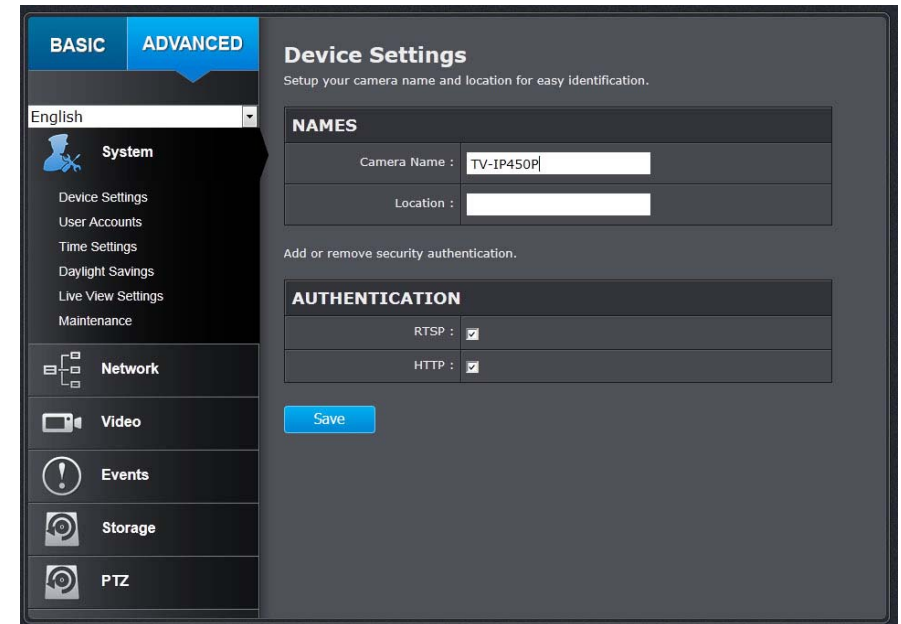 BASIC
ADVANCED
English
System
Device Settings
User Accounts
Time Settings
Daylight Savings
Live View Settings
Maintenance
Network
Video
Events
Storage
PTZ
Device Settings
Setup your camera name and location for easy identification.
NAMES
Camera Name : TV-IP450P
Location :
Add or remove security authentication.
AUTHENTICATION
RTSP :
HTTP :
Save